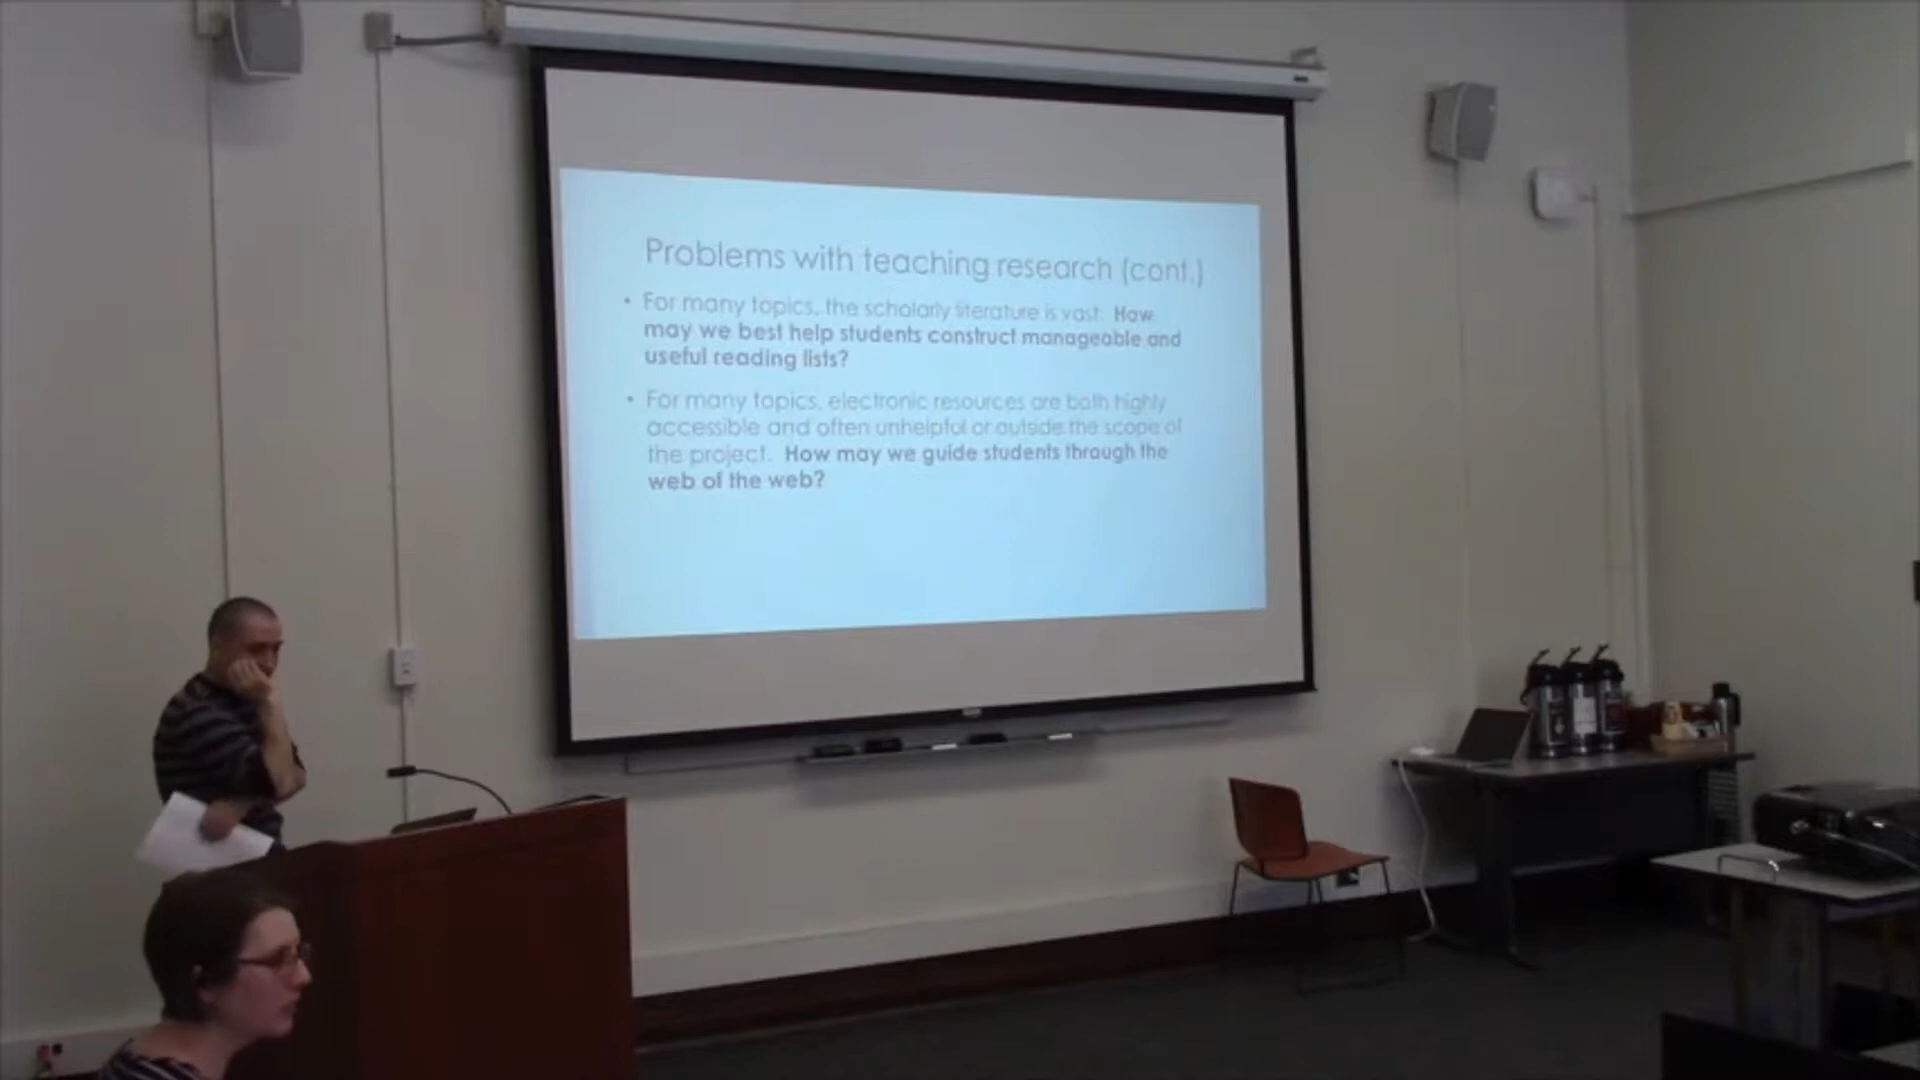 Problems with teaching research (cont.)
• For many topics, the scholarly literature is vast. How
may we best help students construct manageable and
useful reading lists?
• For many topics, electronic resources are both highly
accessible and often unhelpful or outside the scope of
the project. How may we guide students through the
web of the web?